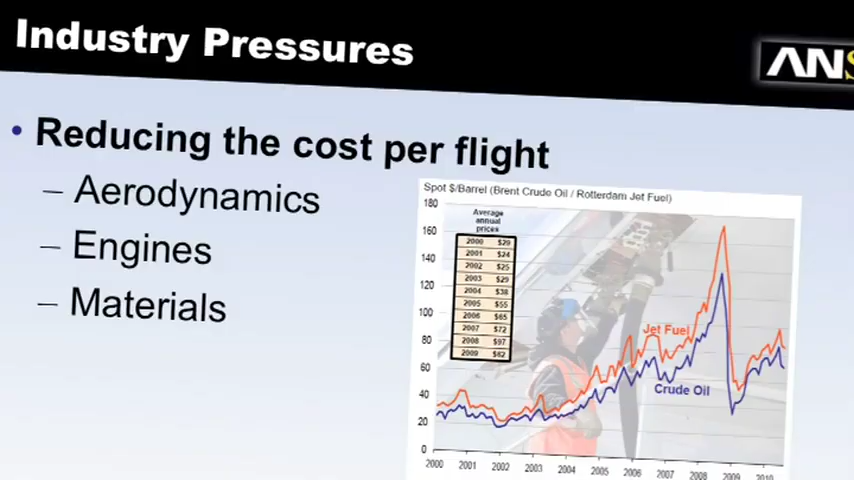 Industry Pressures
ANS
• Reducing the cost per flight
– Aerodynamics
– Engines
– Materials
Spot $/Barrel (Brent Crude Oil / Rotterdam Jet Fuel)
180
160
140
120
100
80
60
40
20
0
Average
annual
prices
2000 $29
2001 $24
2002 $25
2003 $29
2004 $38
2005 $55
2006 $65
2007 $72
2008 $97
2009 $62
Jet Fuel
Crude Oil
2000 2001 2002 2003 2004 2005 2006 2007 2008 2009 2010